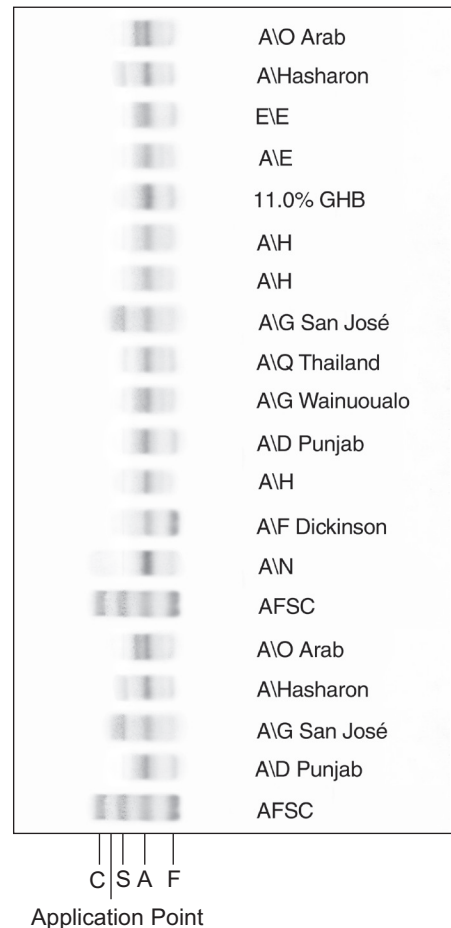 A\O Arab
A\Hasharon
E\E
A\E
11.0% GHB
A\H
A\H
A\G San José
A\Q Thailand
A\G Wainuoualo
A\D Punjab
A\H
A\F Dickinson
A\N
AFSC
A\O Arab
A\Hasharon
A\G San José
A\D Punjab
AFSC
C S A F
Application Point